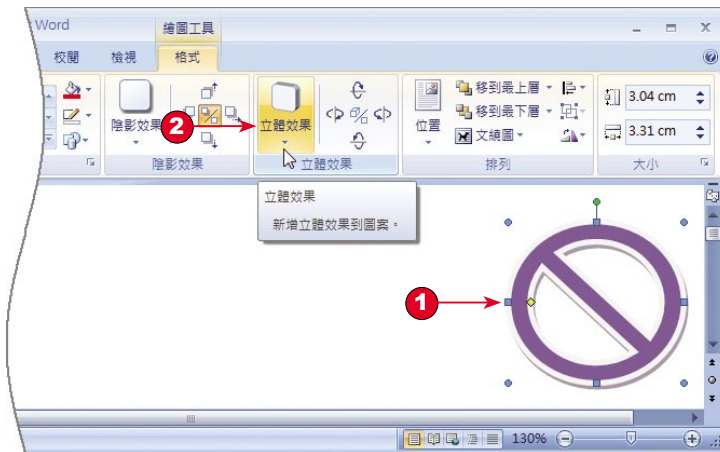 Word
繪圖工具
校閱 檢視 格式
陰影效果
立體效果
位置
移到最上層
移到最下層
文繞圖
3.04 cm
3.31 cm
2
陰影效果
立體效果
排列
大小
立體效果
新增立體效果到圖案。
1
130%